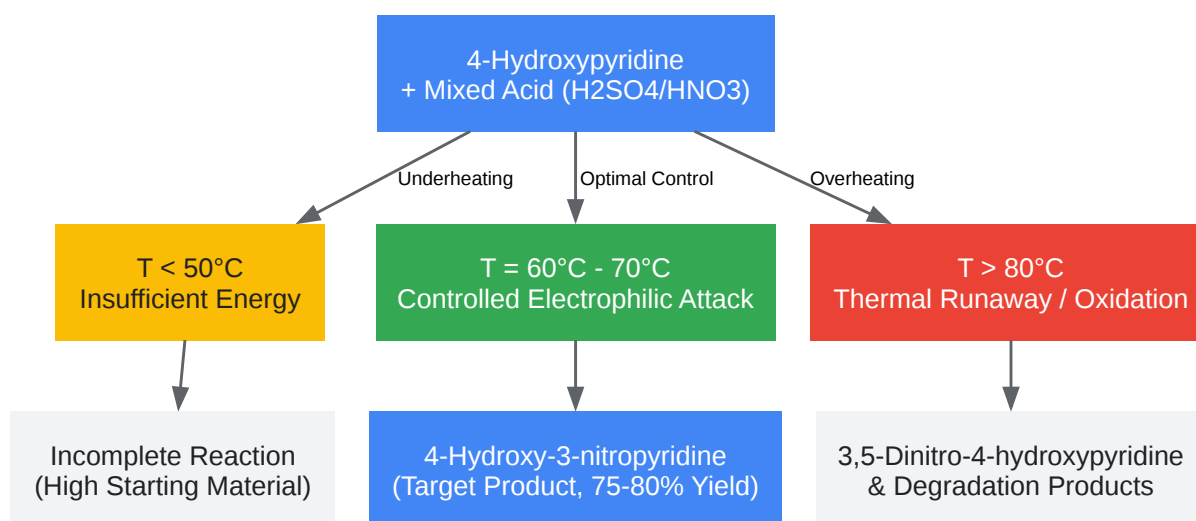 4-Hydroxypyridine
+ Mixed Acid (H2SO4/HNO3)
Underheating
Optimal Control
Overheating
T < 50°C
Insufficient Energy
T = 60°C - 70°C
Controlled Electrophilic Attack
T > 80°C
Thermal Runaway / Oxidation
Incomplete Reaction
(High Starting Material)
4-Hydroxy-3-nitropyridine
(Target Product, 75-80% Yield)
3,5-Dinitro-4-hydroxypyridine
& Degradation Products